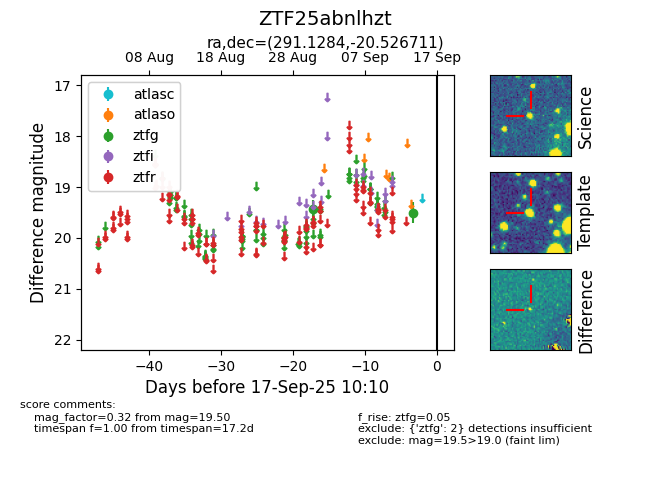 ZTF25abnlhzt
ra,dec=(291.1284,-20.526711)
08 Aug 18 Aug 28 Aug 07 Sep 17 Sep
17
18
19
20
21
22
Difference magnitude
atlasc
atlaso
ztfg
ztfi
ztfr
−40 −30 −20 −10 0
Days before 17-Sep-25 10:10
Science
Template
Difference
score comments:
mag_factor=0.32 from mag=19.50
timespan f=1.00 from timespan=17.2d
f_rise: ztfg=0.05
exclude: {'ztfg': 2} detections insufficient
exclude: mag=19.5>19.0 (faint lim)